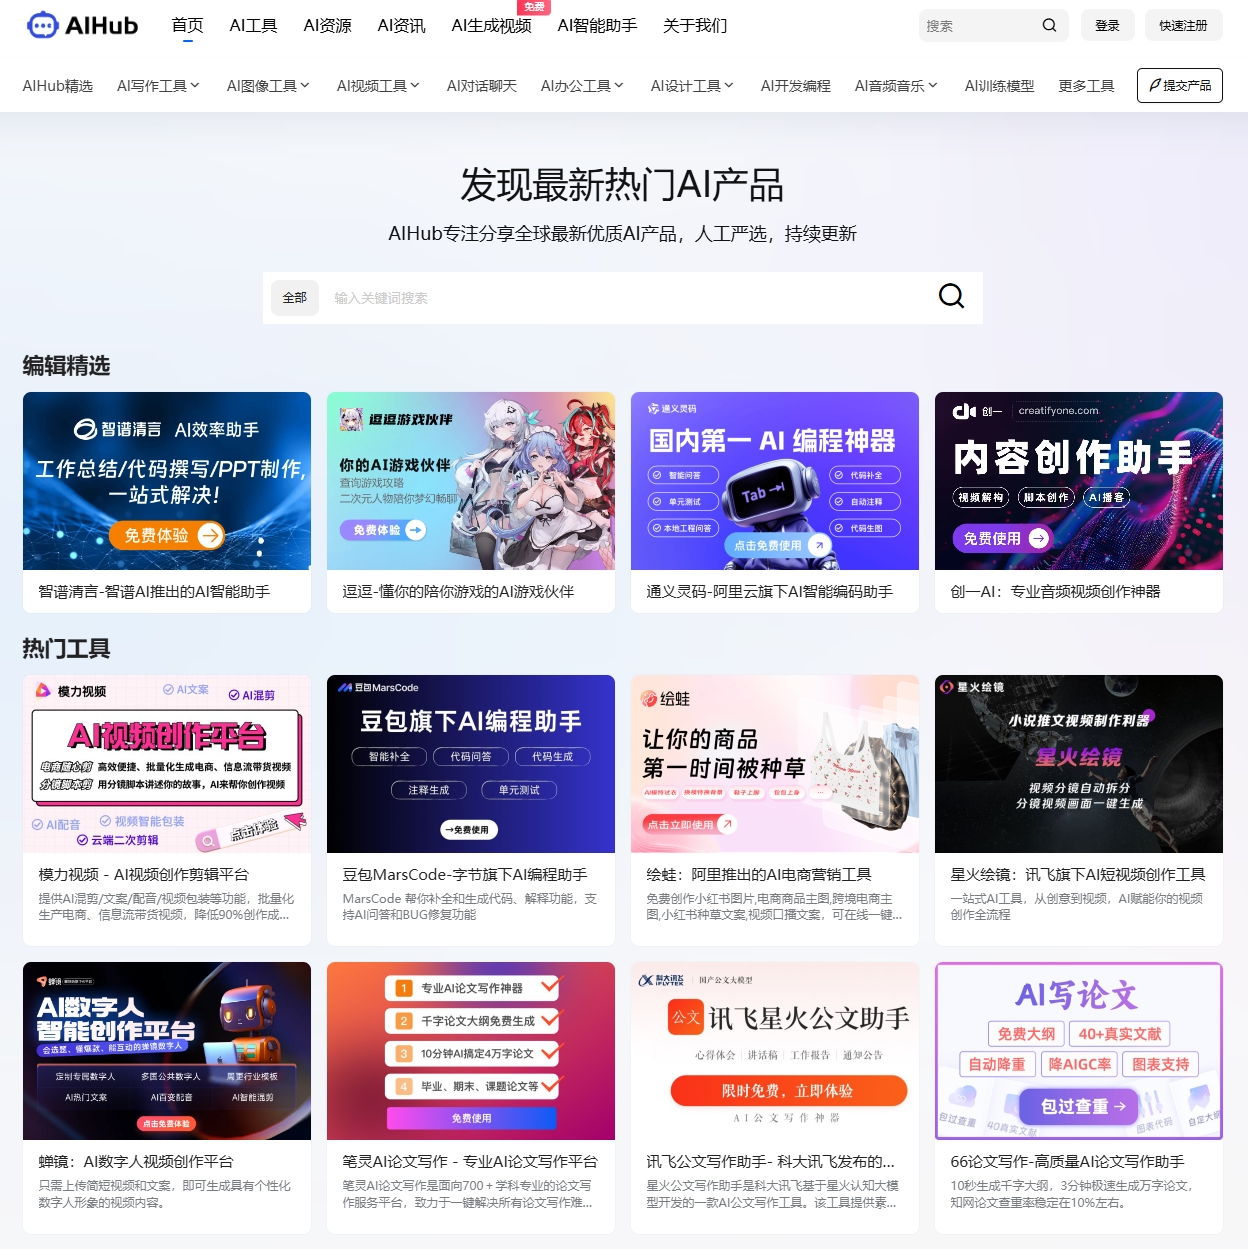 AIHub
首页
AI工具
AI资源
AI资讯
AI生成视频
免费
AI智能助手
关于我们
搜索
登录
快速注册
AIHub精选
AI写作工具
AI图像工具
AI视频工具
AI对话聊天
AI办公工具
AI设计工具
AI开发编程
AI音频音乐
AI训练模型
更多工具
提交产品
发现最新热门AI产品
AIHub专注分享全球最新优质AI产品，人工严选，持续更新
全部
输入关键词搜索
编辑精选
智谱清言 AI效率助手
工作总结/代码撰写/PPT制作,
一站式解决!
免费体验
智谱清言-智谱AI推出的AI智能助手
逗逗游戏伙伴
你的AI游戏伙伴
查询游戏攻略
二次元人物陪你梦幻畅聊
免费体验
逗逗-懂你的陪你游戏的AI游戏伙伴
通义灵码
国内第一 AI 编程神器
智能问答
代码补全
单元测试
自动注释
本地工程问答
代码生图
Tab
点击免费使用
通义灵码-阿里云旗下AI智能编码助手
创一
creatifyone.com
内容创作助手
视频解构
脚本创作
AI播客
免费使用
创一AI：专业音频视频创作神器
热门工具
模力视频
AI文案
AI混剪
AI视频创作平台
电商随心剪 高效便捷、批量化生成电商、信息流带货视频
分镜脚本剪 用分镜脚本讲述你的故事，AI来帮你创作视频
AI配音
视频智能包装
云端二次剪辑
点击体验
模力视频 - AI视频创作剪辑平台
提供AI混剪/文案/配音/视频包装等功能，批量化
生产电商、信息流带货视频，降低90%创作成...
豆包MarsCode
豆包旗下AI编程助手
智能补全
代码问答
代码生成
注释生成
单元测试
免费使用
豆包MarsCode-字节旗下AI编程助手
MarsCode 帮你补全和生成代码、解释功能，支
持AI问答和BUG修复功能
绘蛙
让你的商品
第一时间被种草
AI模特试衣
换模特换背景
鞋子上脚
包包上身
...
点击立即使用
绘蛙：阿里推出的AI电商营销工具
免费创作小红书图片,电商商品主图,跨境电商主
图,小红书种草文案,视频口播文案，可在线一键...
星火绘镜
小说推文视频制作利器
星火绘镜
视频分镜自动拆分
分镜视频画面一键生成
星火绘镜：讯飞旗下AI短视频创作工具
一站式AI工具，从创意到视频，AI赋能你的视频
创作全流程
蝉镜
AI数字人
智能创作平台
会选题、懂爆款、能互动的蝉镜数字人
定制专属数字人
多国公共数字人
周更行业模板
AI热门文案
AI百变配音
AI智能混剪
点击免费体验
蝉镜：AI数字人视频创作平台
只需上传简短视频和文案，即可生成具有个性化
数字人形象的视频内容。
1 专业AI论文写作神器
2 千字论文大纲免费生成
3 10分钟AI搞定4万字论文
4 毕业、期末、课题论文等
免费使用
笔灵AI论文写作 - 专业AI论文写作平台
笔灵AI论文写作是面向700＋学科专业的论文写
作服务平台，致力于一键解决所有论文写作难...
科大讯飞
iFLYTEK
国产公文大模型
公文
讯飞星火公文助手
心得体会 | 讲话稿 | 工作报告 | 通知公告
限时免费，立即体验
AI公文写作神器
讯飞公文写作助手- 科大讯飞发布的...
星火公文写作助手是科大讯飞基于星火认知大模
型开发的一款AI公文写作工具。该工具提供素...
AI写论文
免费大纲
40+真实文献
自动降重
降AIGC率
图表支持
包过查重
包过查重
40真实文献
图表代码
自定大纲
66论文写作-高质量AI论文写作助手
10秒生成千字大纲，3分钟极速生成万字论文，
知网论文查重率稳定在10%左右。